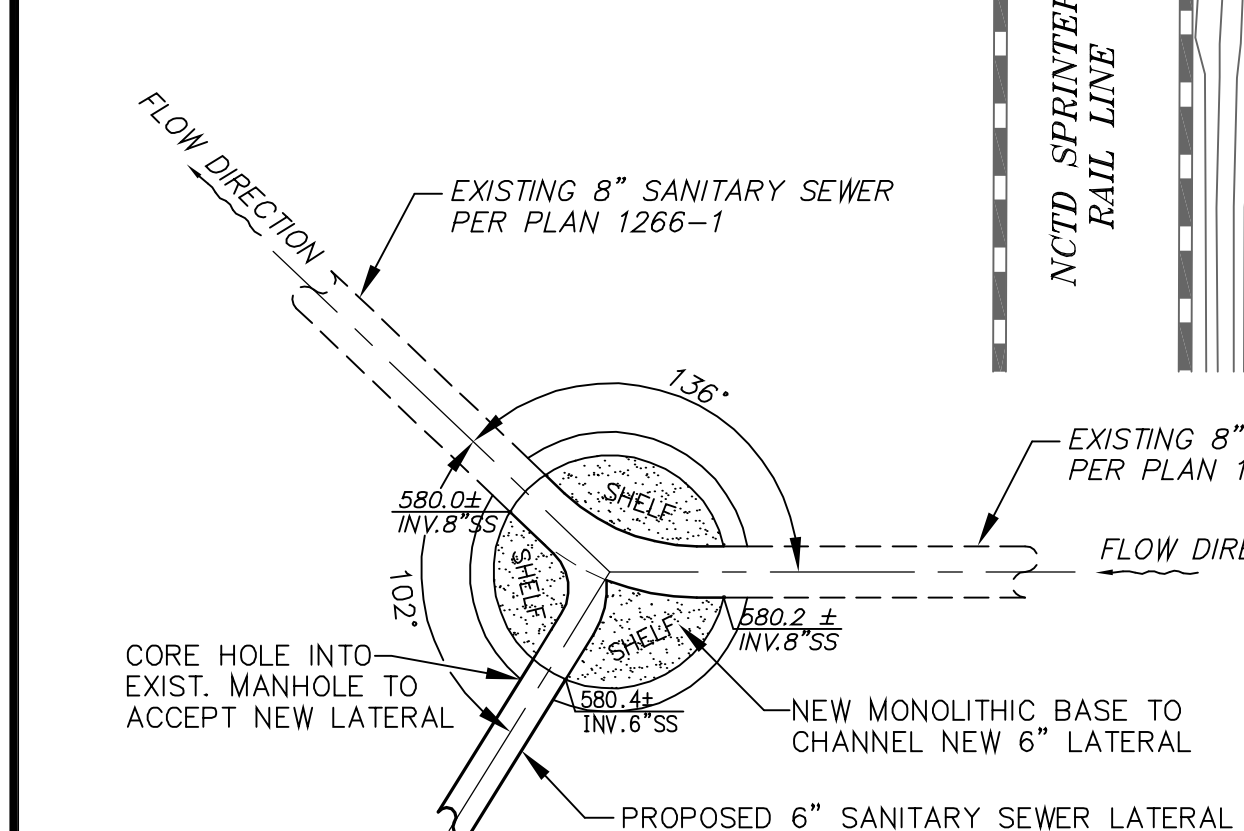 NCTD SPRINTER
RAIL LINE
FLOW DIRECTION
EXISTING 8" SANITARY SEWER
PER PLAN 1266-1
136°
EXISTING 8"
PER PLAN 1
SHELF
580.0±
INV.8"SS
FLOW DIRE
SHELF
102°
SHELF
580.2 ±
INV.8"SS
CORE HOLE INTO
EXIST. MANHOLE TO
ACCEPT NEW LATERAL
580.4±
INV.6"SS
NEW MONOLITHIC BASE TO
CHANNEL NEW 6" LATERAL
PROPOSED 6" SANITARY SEWER LATERAL